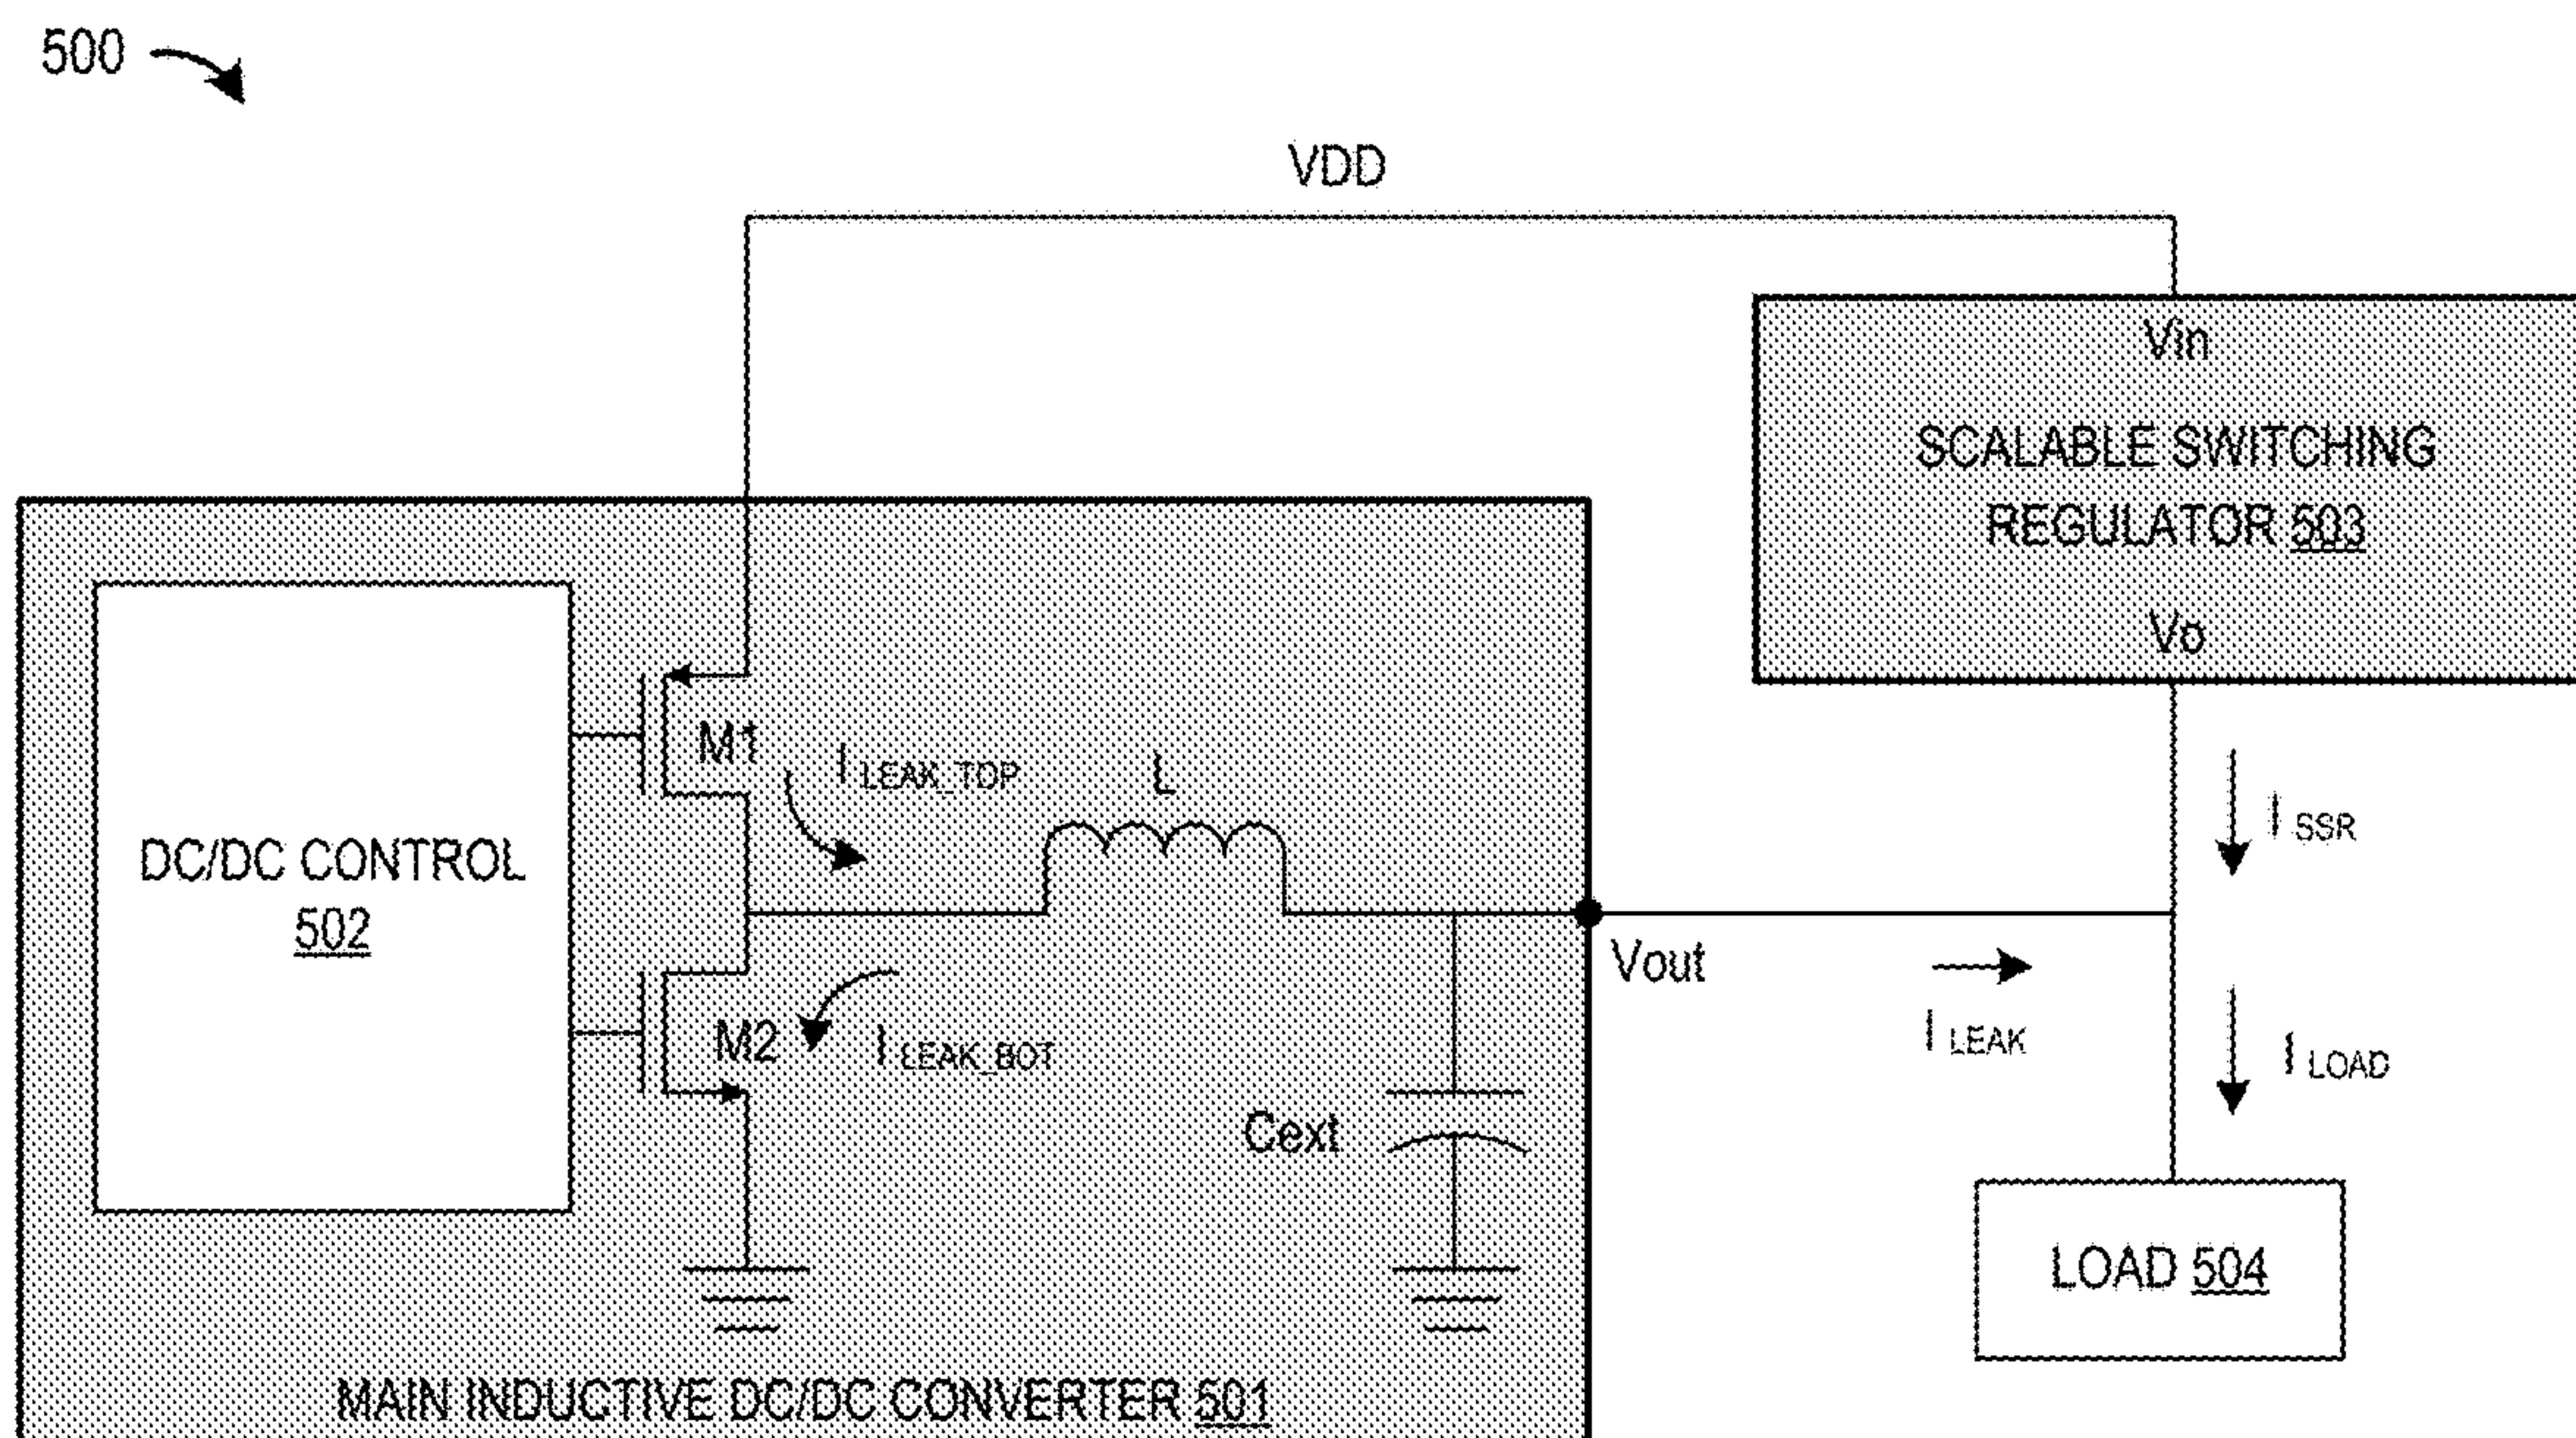 500
VDD
Vin
SCALABLE SWITCHING
REGULATOR 503
Vo
M1
I LEAK_TOP
L
I SSR
DC/DC CONTROL
502
Vout
M2
I LEAK_BOT
I LEAK
I LOAD
Cext
LOAD 504
MAIN INDUCTIVE DC/DC CONVERTER 501